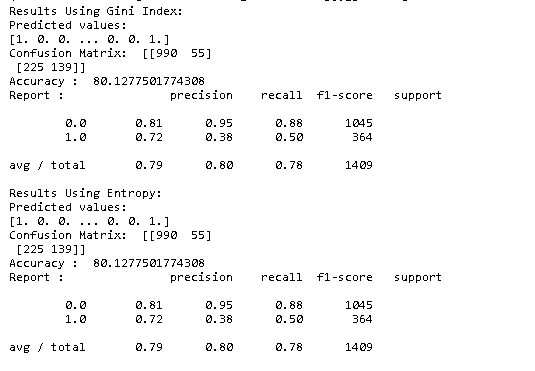 Results Using Gini Index:
Predicted values:
[1. 0. 0. ... 0. 0. 1.]
Confusion Matrix:  [[990  55]
 [225 139]]
Accuracy :  80.1277501774308
Report :               precision    recall  f1-score   support

        0.0       0.81      0.95      0.88      1045
        1.0       0.72      0.38      0.50       364

avg / total       0.79      0.80      0.78      1409

Results Using Entropy:
Predicted values:
[1. 0. 0. ... 0. 0. 1.]
Confusion Matrix:  [[990  55]
 [225 139]]
Accuracy :  80.1277501774308
Report :               precision    recall  f1-score   support

        0.0       0.81      0.95      0.88      1045
        1.0       0.72      0.38      0.50       364

avg / total       0.79      0.80      0.78      1409